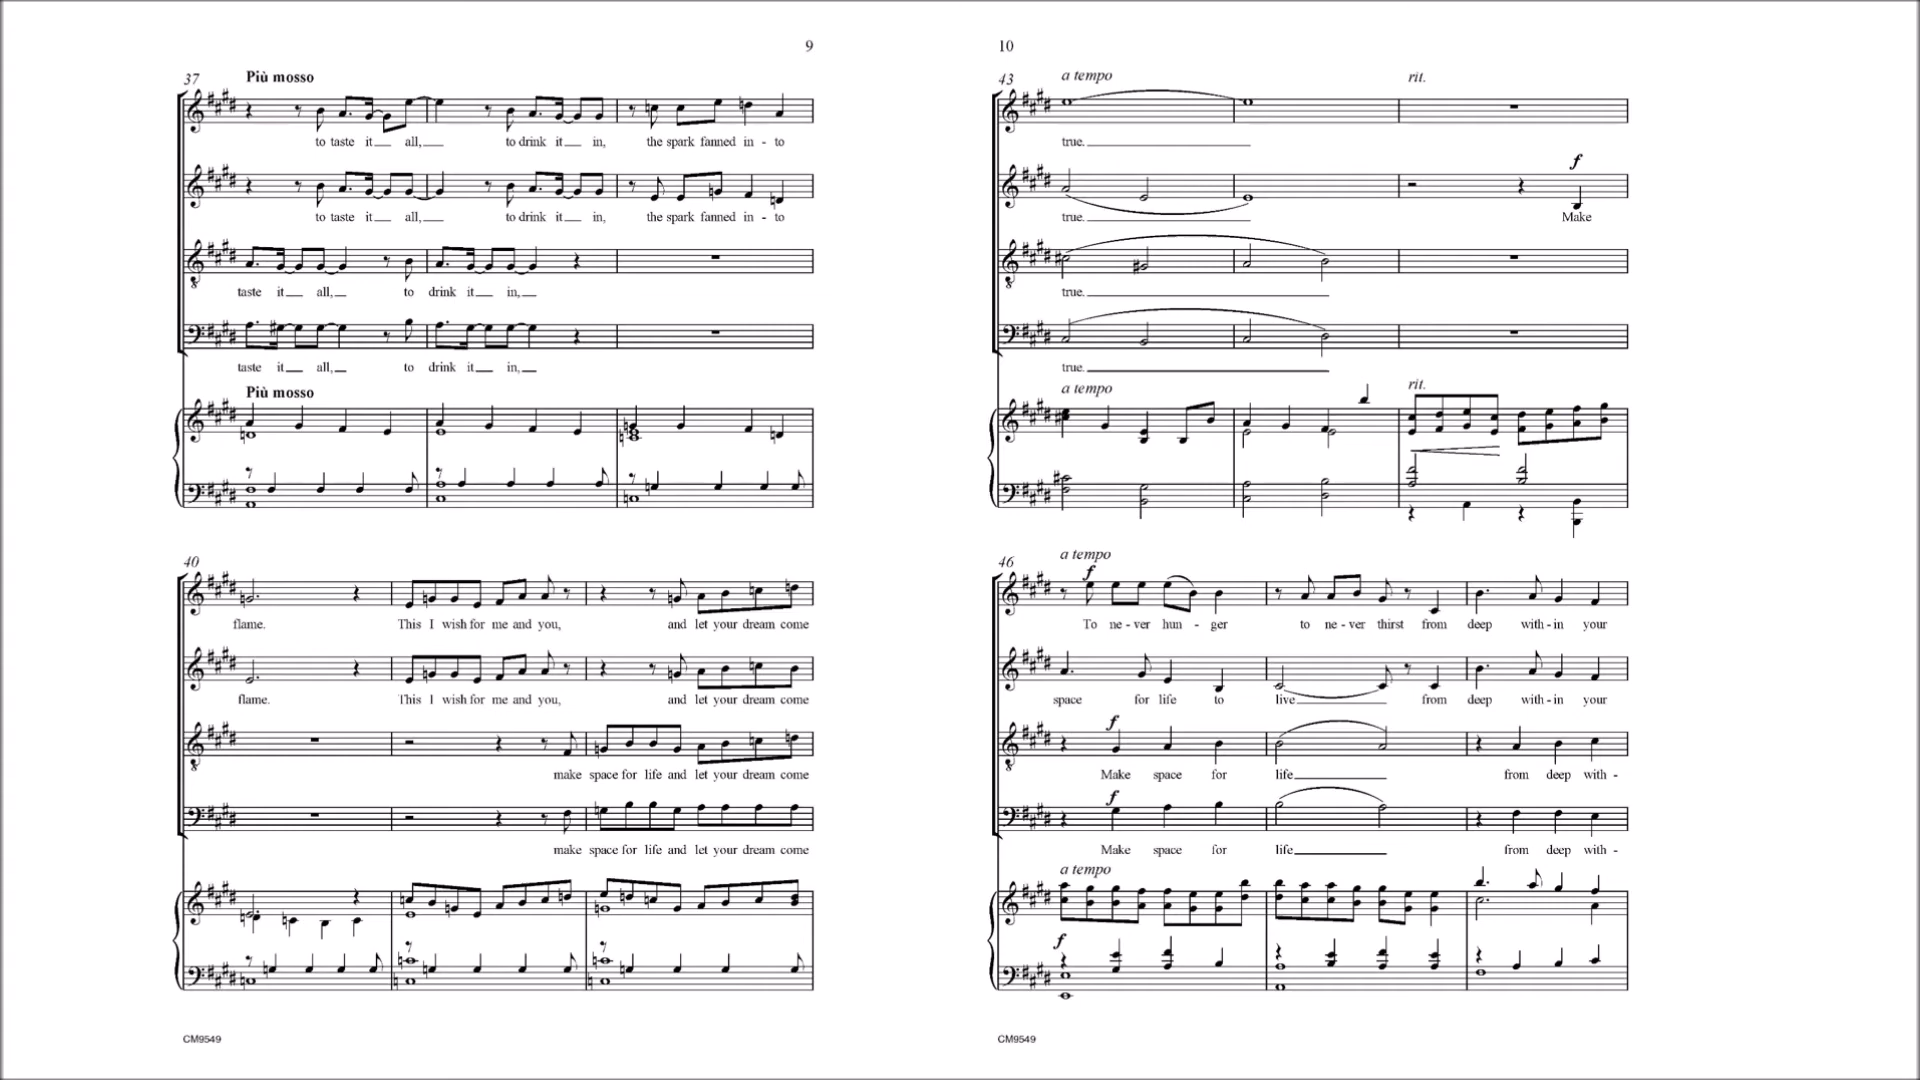 9
37 Più mosso
to taste it all, to drink it in, the spark fanned in - to
to taste it all, to drink it in, the spark fanned in - to
taste it all, to drink it in,
taste it all, to drink it in,
Più mosso
40
flame. This I wish for me and you, and let your dream come
flame. This I wish for me and you, and let your dream come
make space for life and let your dream come
make space for life and let your dream come
CM9549
10
43 a tempo rit.
true.
f
true. Make
true.
true.
a tempo rit.
46 a tempo
f
To ne - ver hun - ger to ne - ver thirst from deep with - in your
space for life to live from deep with - in your
f
Make space for life from deep with -
f
Make space for life from deep with -
a tempo
f
CM9549